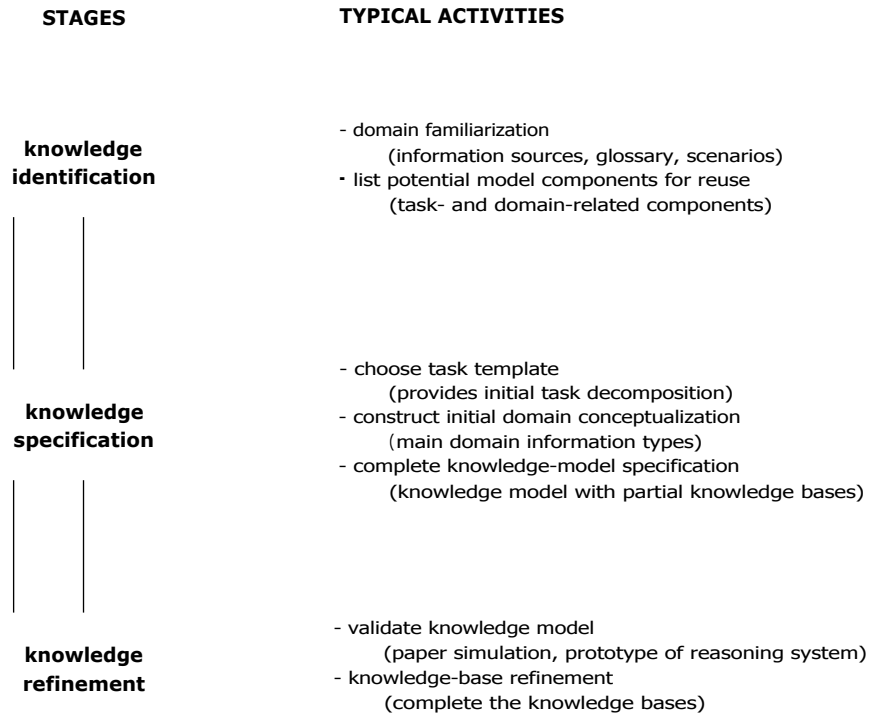 STAGES
TYPICAL ACTIVITIES
knowledge
identification
- domain familiarization
(information sources, glossary, scenarios)
- list potential model components for reuse
(task- and domain-related components)
knowledge
specification
- choose task template
(provides initial task decomposition)
- construct initial domain conceptualization
(main domain information types)
- complete knowledge-model specification
(knowledge model with partial knowledge bases)
knowledge
refinement
- validate knowledge model
(paper simulation, prototype of reasoning system)
- knowledge-base refinement
(complete the knowledge bases)